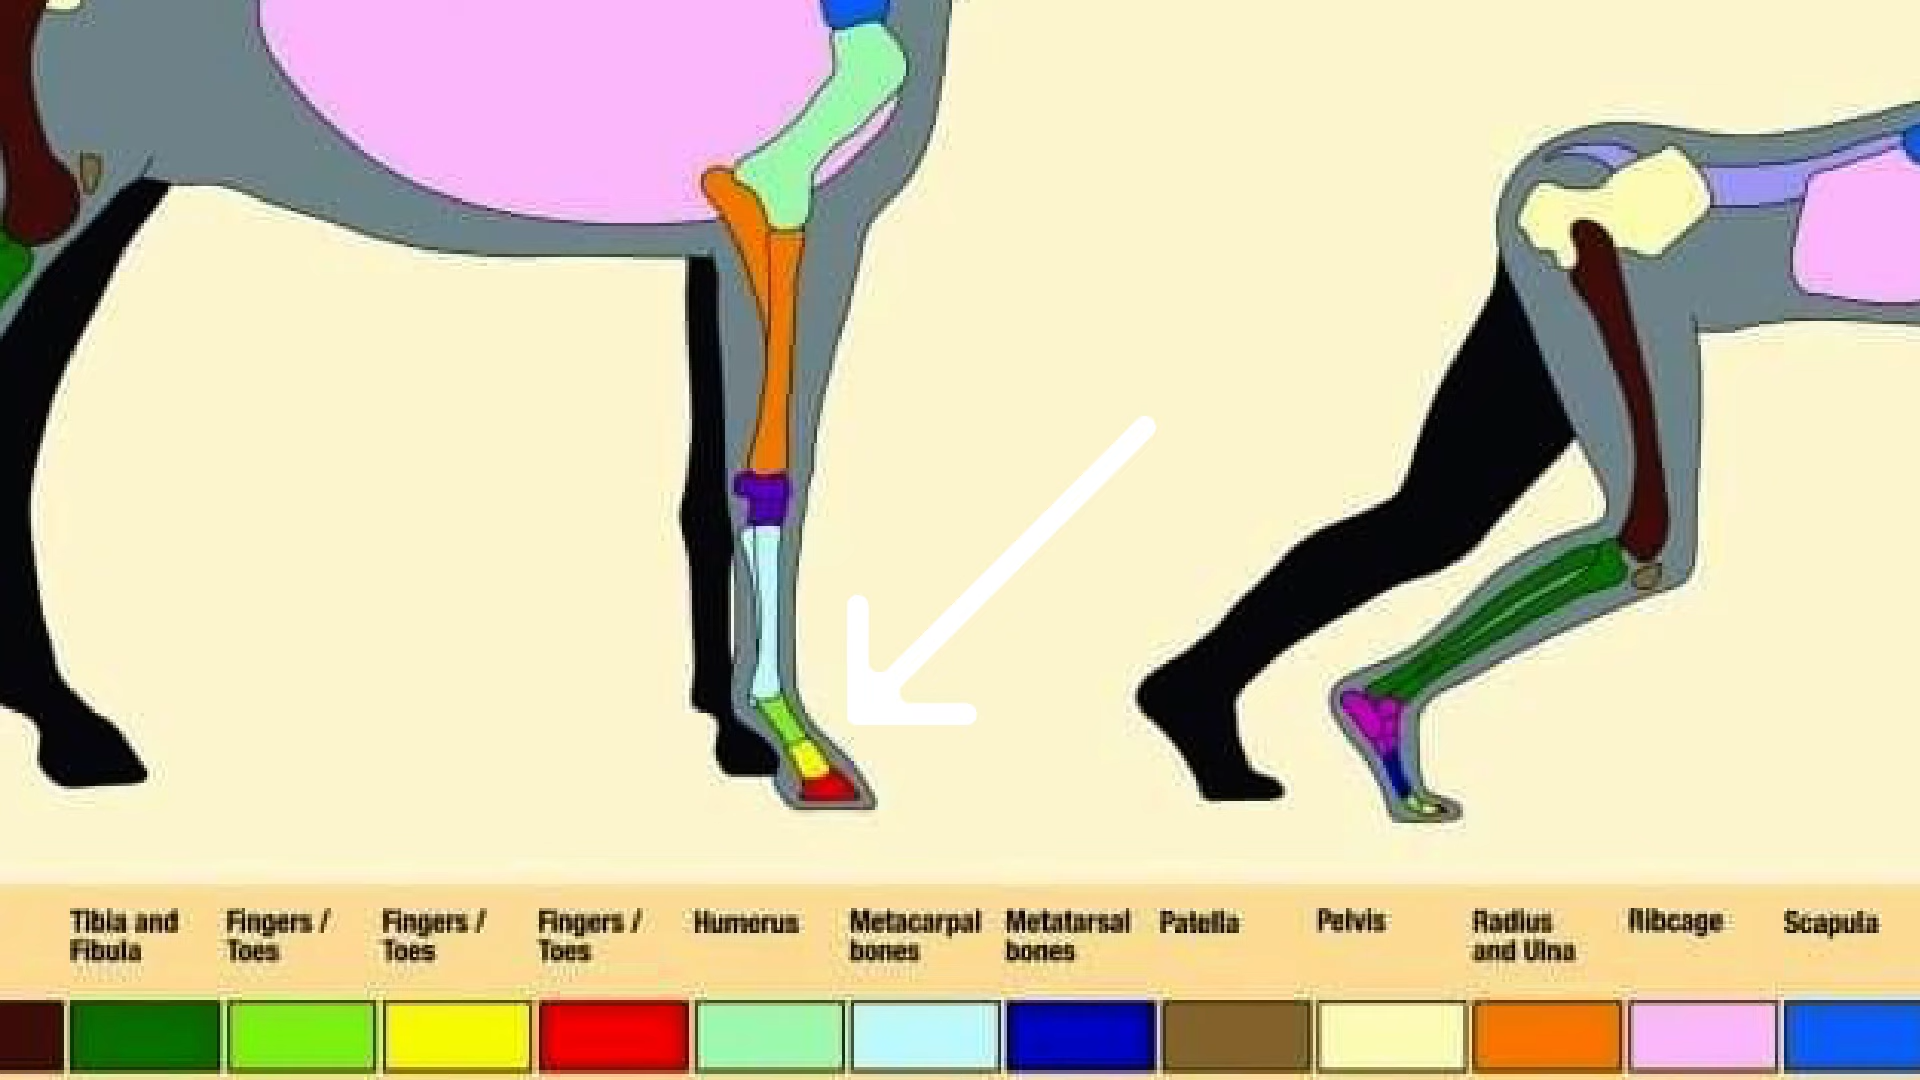 Tibia and
Fibula
Fingers /
Toes
Fingers /
Toes
Fingers /
Toes
Humerus
Metacarpal
bones
Metatarsal
bones
Patella
Pelvis
Radius
and Ulna
Ribcage
Scapula